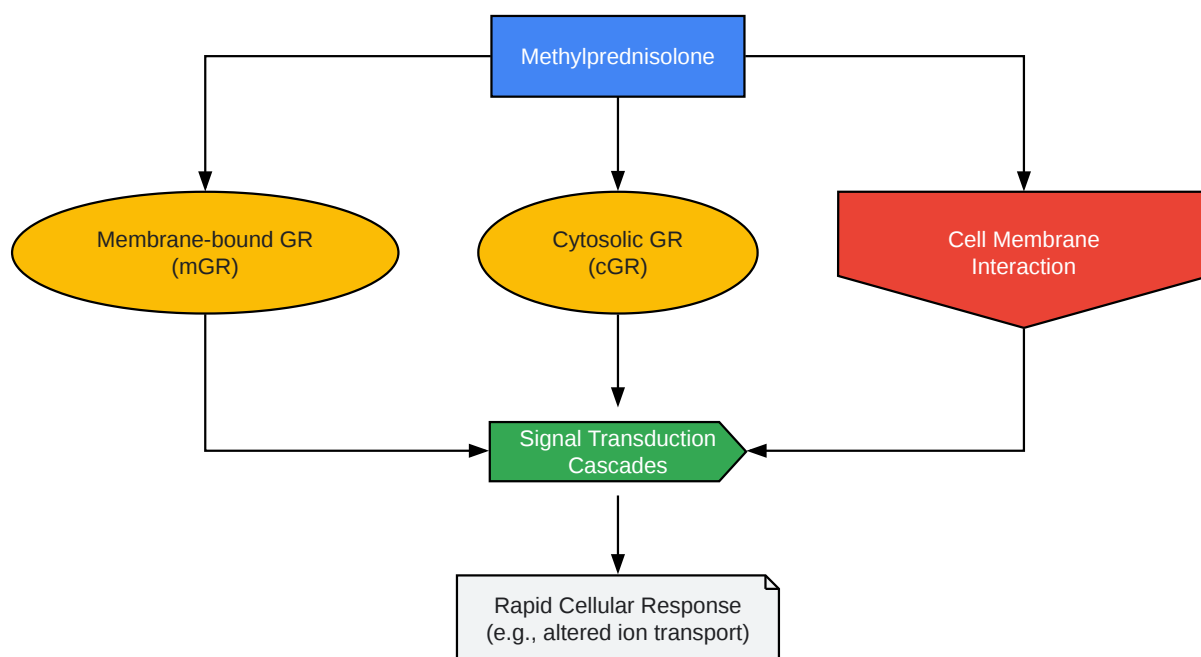 Methylprednisolone
Membrane-bound GR
(mGR)
Cytosolic GR
(cGR)
Cell Membrane
Interaction
Signal Transduction
Cascades
Rapid Cellular Response
(e.g., altered ion transport)